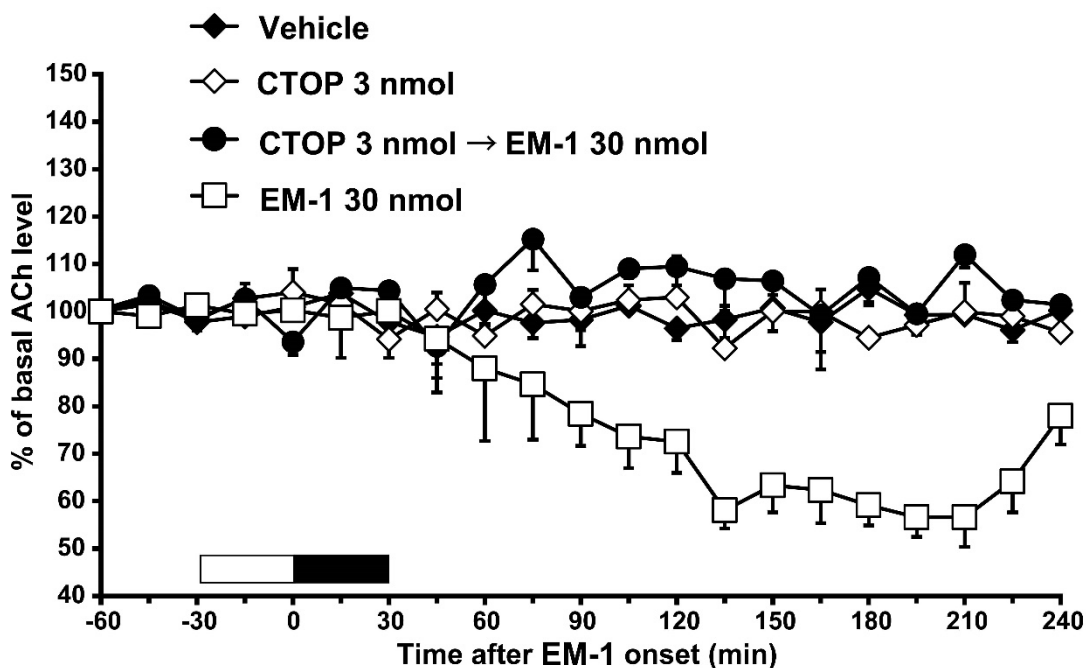 Vehicle
CTOP 3 nmol
CTOP 3 nmol → EM-1 30 nmol
EM-1 30 nmol
% of basal ACh level
150
140
130
120
110
100
90
80
70
60
50
40
-60 -30 0 30 60 90 120 150 180 210 240
Time after EM-1 onset (min)